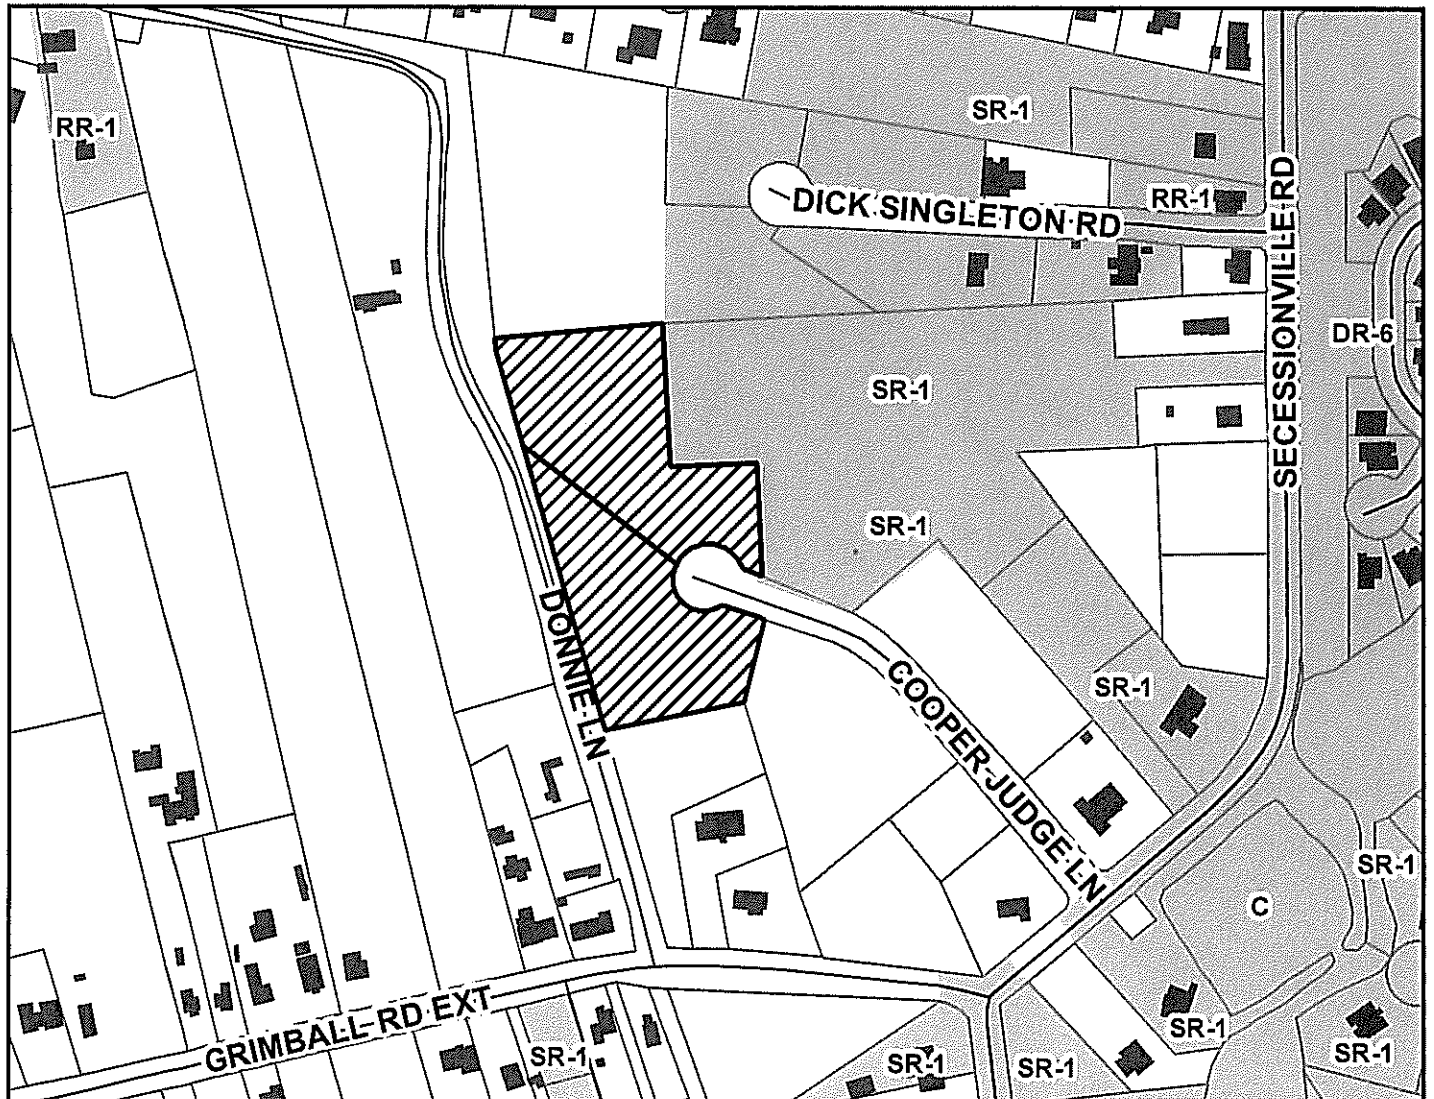 SR-1
RR-1
DICK SINGLETON RD
RR-1
SECESSIONVILLE RD
DR-6
SR-1
SR-1
DONNIE LN
COOPER JUDGE LN
SR-1
SR-1
C
GRIMBALL RD EXT
SR-1
SR-1
SR-1
SR-1
SR-1